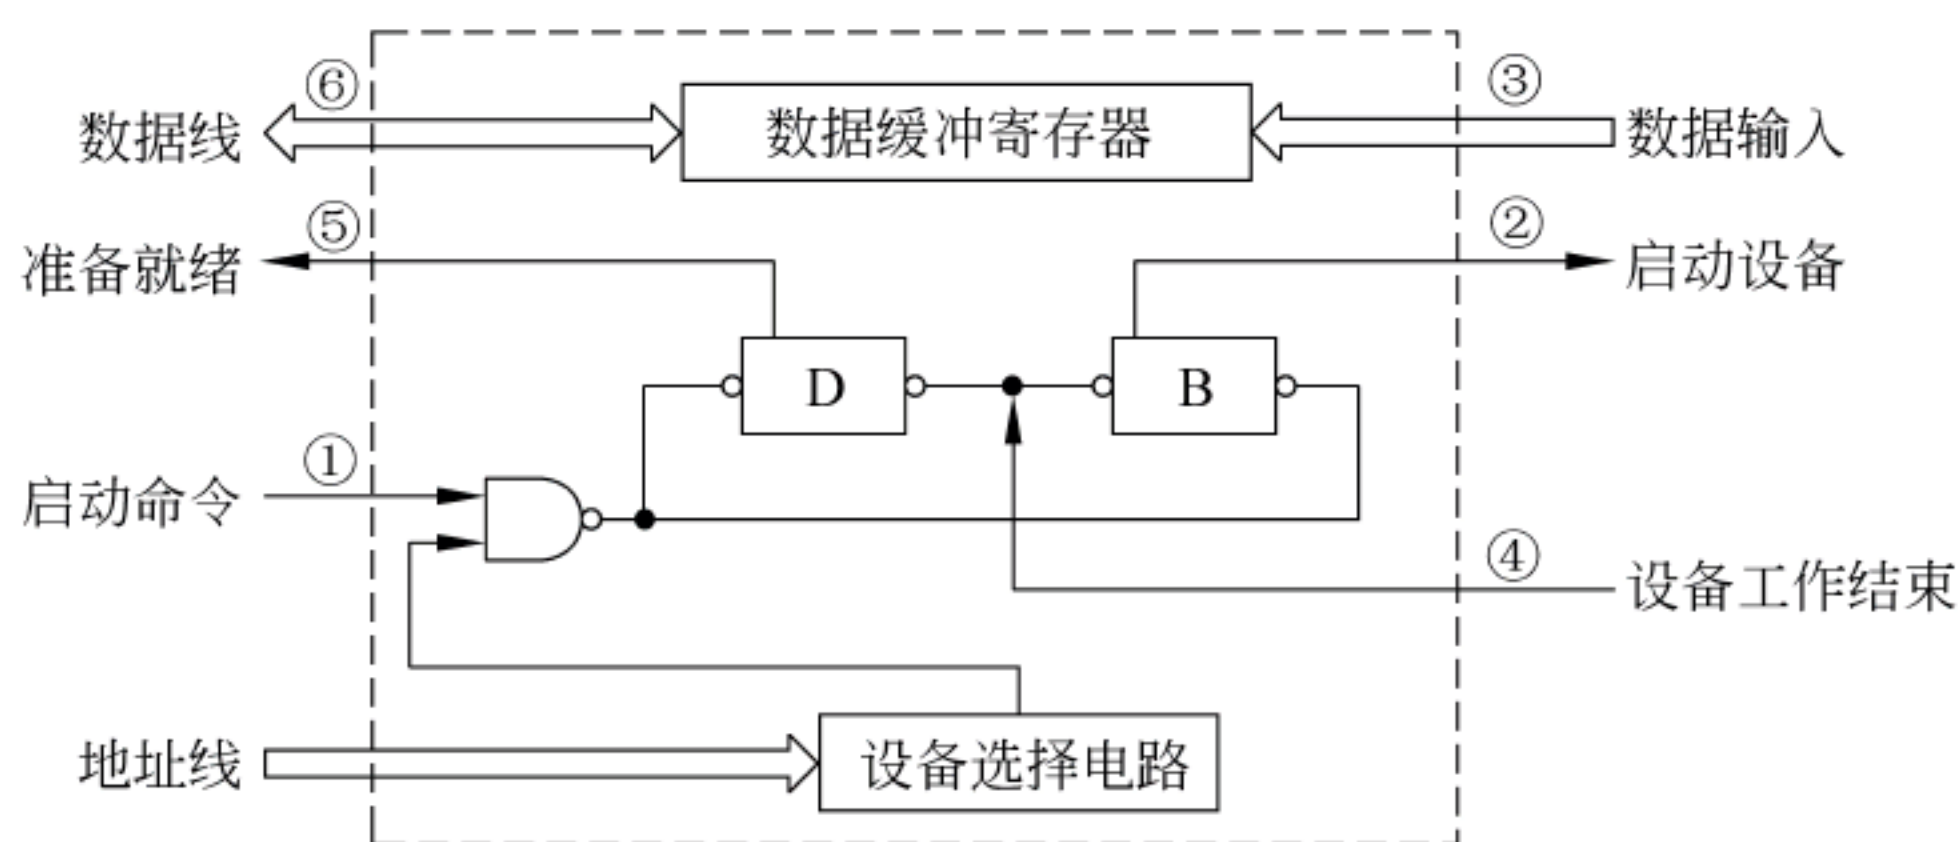 ⑥
③
数据线
数据缓冲寄存器
数据输入
⑤
②
准备就绪
启动设备
D
B
①
启动命令
④
设备工作结束
地址线
设备选择电路